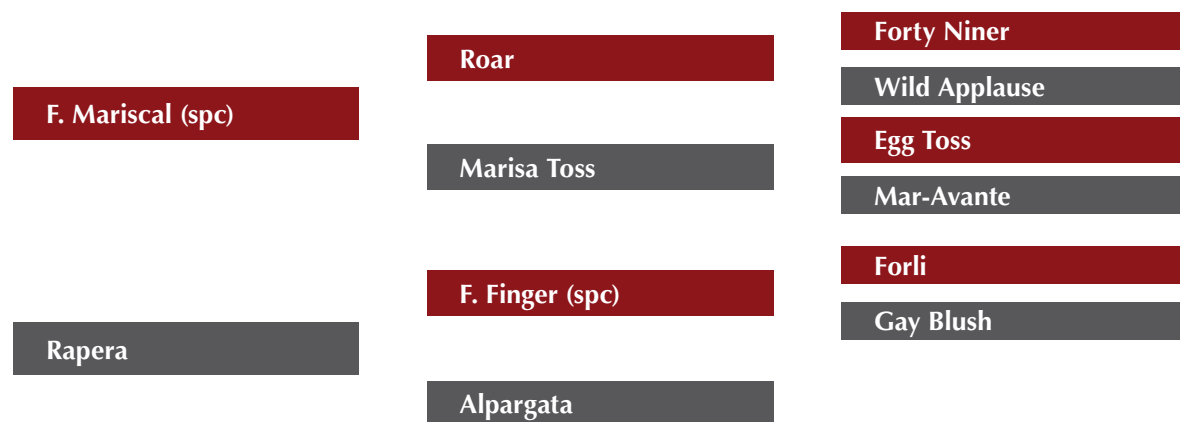 F. Mariscal (spc)
Rapera
Roar
Marisa Toss
F. Finger (spc)
Alpargata
Forty Niner
Wild Applause
Egg Toss
Mar-Avante
Forli
Gay Blush